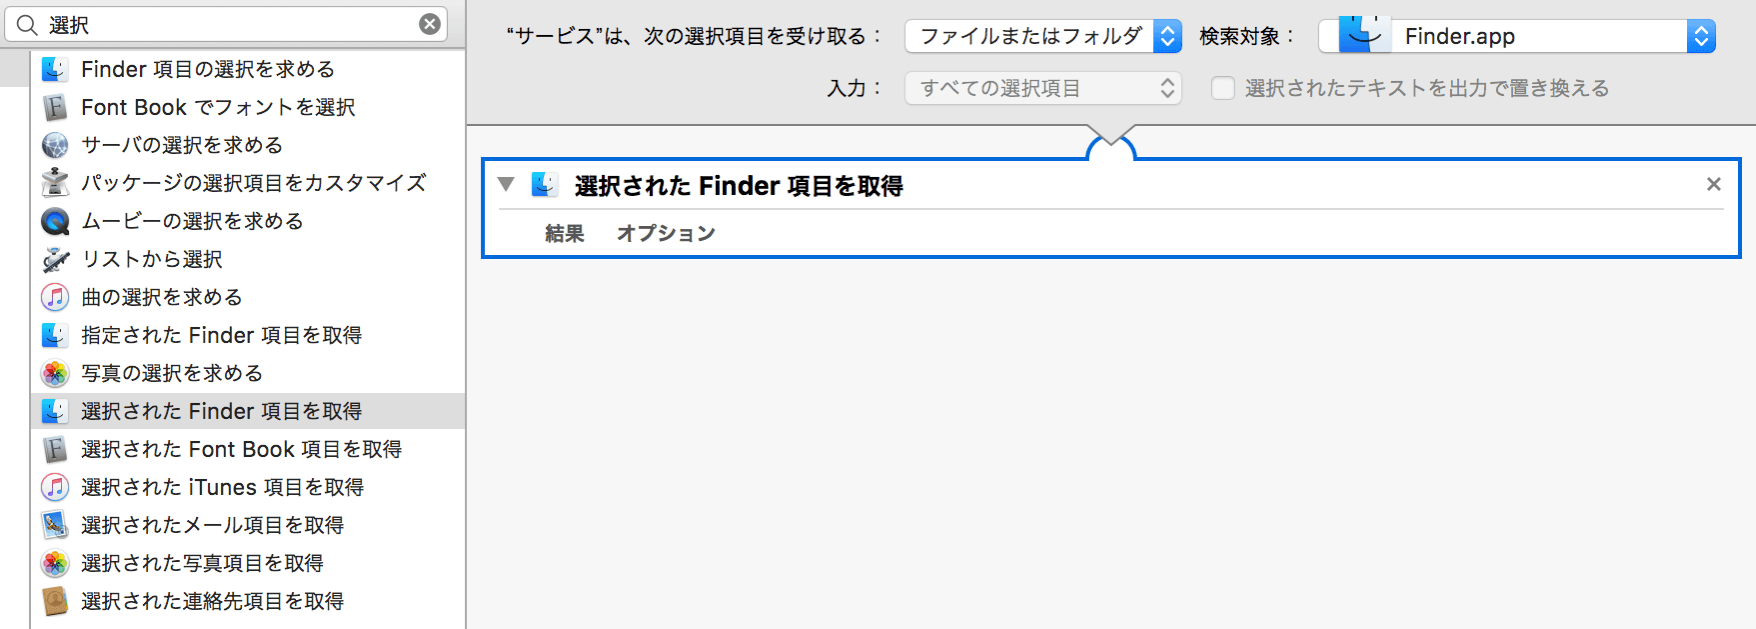 選択
Finder 項目の選択を求める
Font Book でフォントを選択
サーバの選択を求める
パッケージの選択項目をカスタマイズ
ムービーの選択を求める
リストから選択
曲の選択を求める
指定された Finder 項目を取得
写真の選択を求める
選択された Finder 項目を取得
選択された Font Book 項目を取得
選択された iTunes 項目を取得
選択されたメール項目を取得
選択された写真項目を取得
選択された連絡先項目を取得
“サービス”は、次の選択項目を受け取る： ファイルまたはフォルダ 検索対象： Finder.app
入力： すべての選択項目 選択されたテキストを出力で置き換える
選択された Finder 項目を取得
結果 オプション